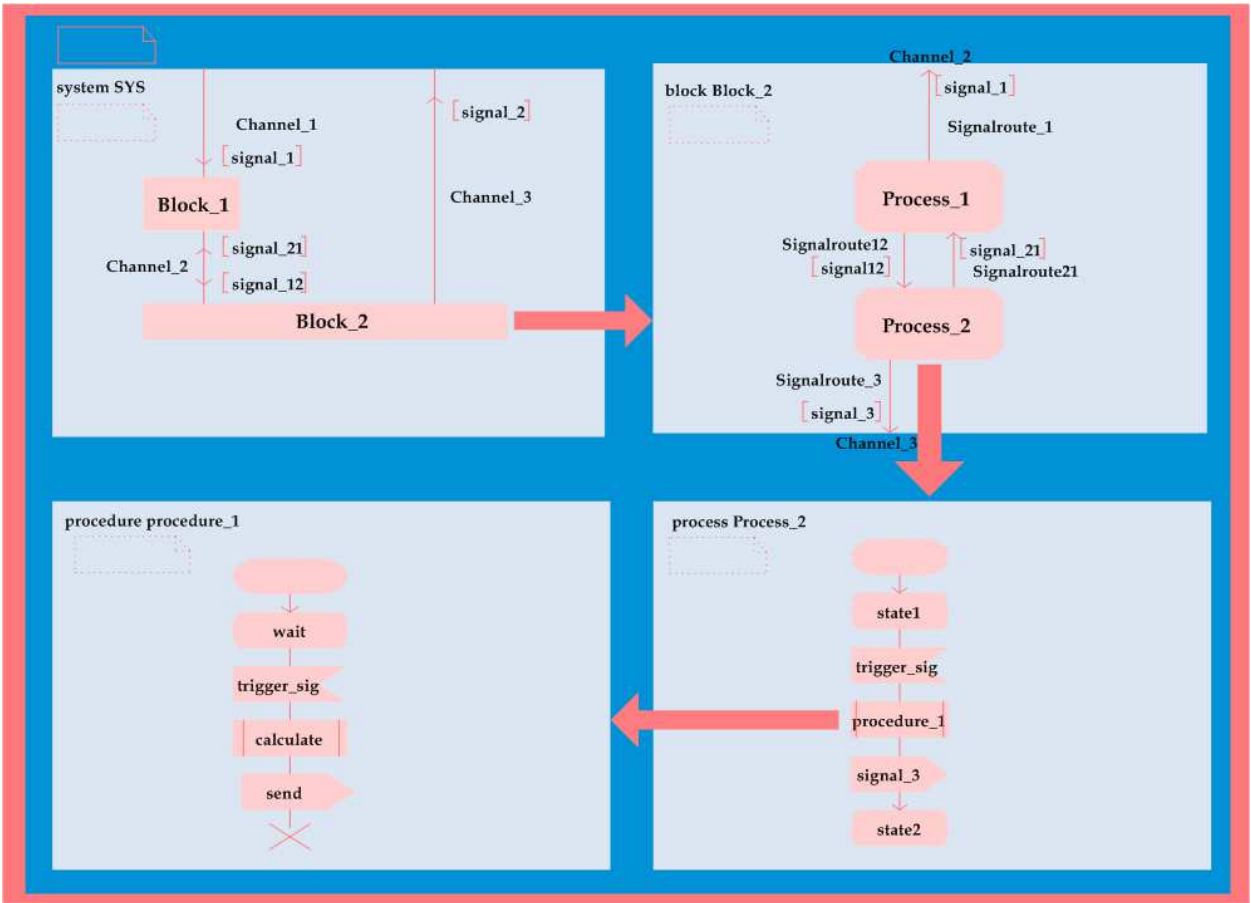 system SYS
Channel_1
[signal_1]
[signal_2]
Block_1
Channel_3
[signal_21]
Channel_2
[signal_12]
Block_2
Channel_2
block Block_2
[signal_1]
Signalroute_1
Process_1
Signalroute12
[signal12]
[signal_21]
Signalroute21
Process_2
Signalroute_3
[signal_3]
Channel_3
procedure procedure_1
wait
trigger_sig
calculate
send
process Process_2
state1
trigger_sig
procedure_1
signal_3
state2